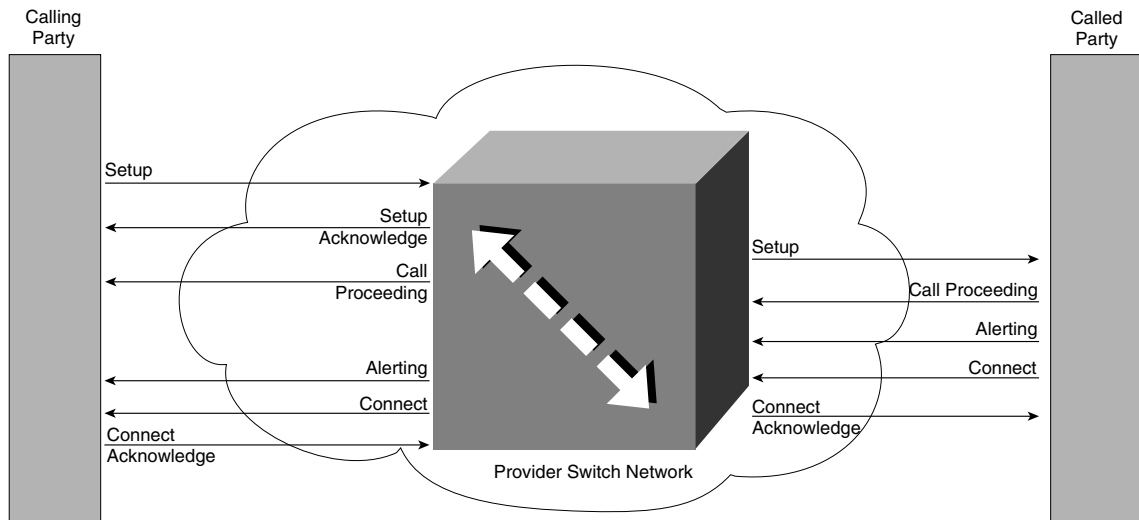 Calling
Party
Called
Party
Setup
Setup
Acknowledge
Call
Proceeding
Alerting
Connect
Connect
Acknowledge
Setup
Call Proceeding
Alerting
Connect
Connect
Acknowledge
Provider Switch Network